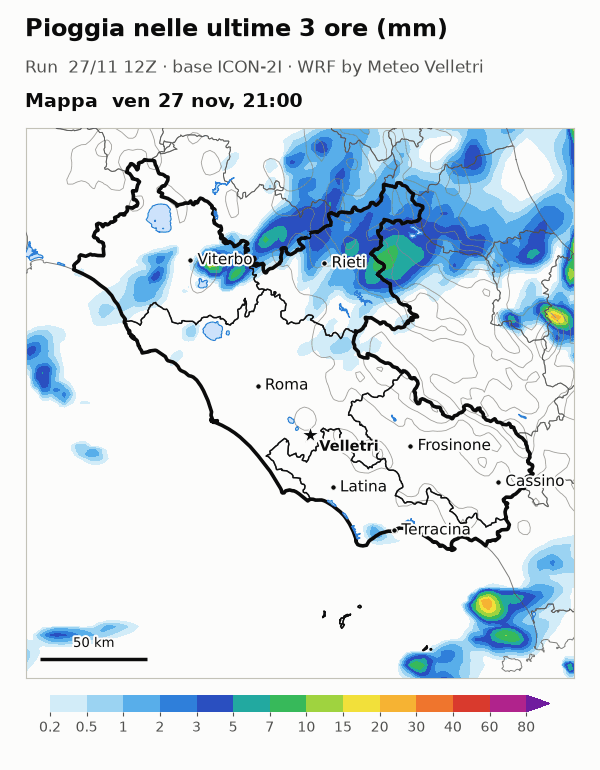 Pioggia nelle ultime 3 ore (mm)
Run  27/11 12Z · base ICON-2I · WRF by Meteo Velletri
Mappa  ven 27 nov, 21:00
Viterbo
Rieti
Roma
Velletri
Frosinone
Cassino
Latina
Terracina
50 km
0.2 0.5 1 2 3 5 7 10 15 20 30 40 60 80